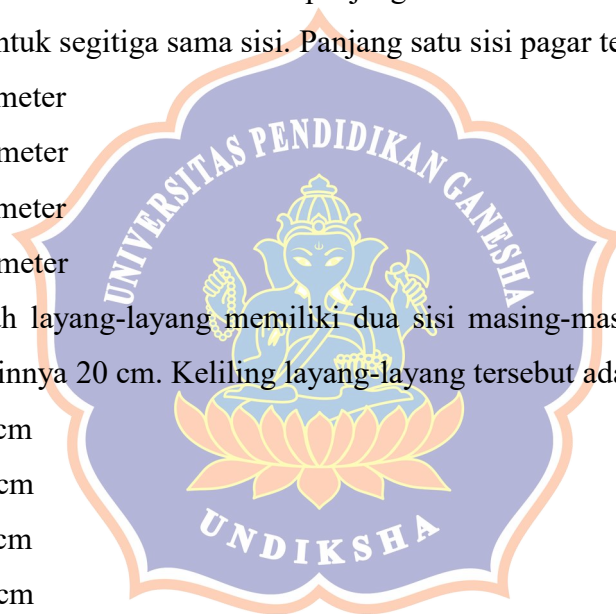 panjang
ntuk segitiga sama sisi. Panjang satu sisi pagar te
meter
meter
meter
meter
h layang-layang memiliki dua sisi masing-mas
innya 20 cm. Keliling layang-layang tersebut ada
cm
cm
cm
cm
UNIVERSITAS PENDIDIKAN GANESHA
UNDIKSHA